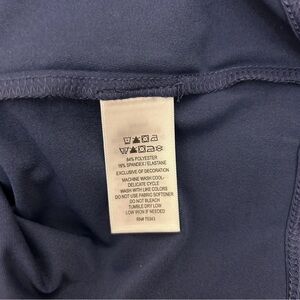 84% POLYESTER
16% SPANDEX / ELASTANE
EXCLUSIVE OF DECORATION
MACHINE WASH COOL-
DELICATE CYCLE
WASH WITH LIKE COLORS
DO NOT USE FABRIC SOFTENER
DO NOT BLEACH
TUMBLE DRY LOW
LOW IRON IF NEEDED